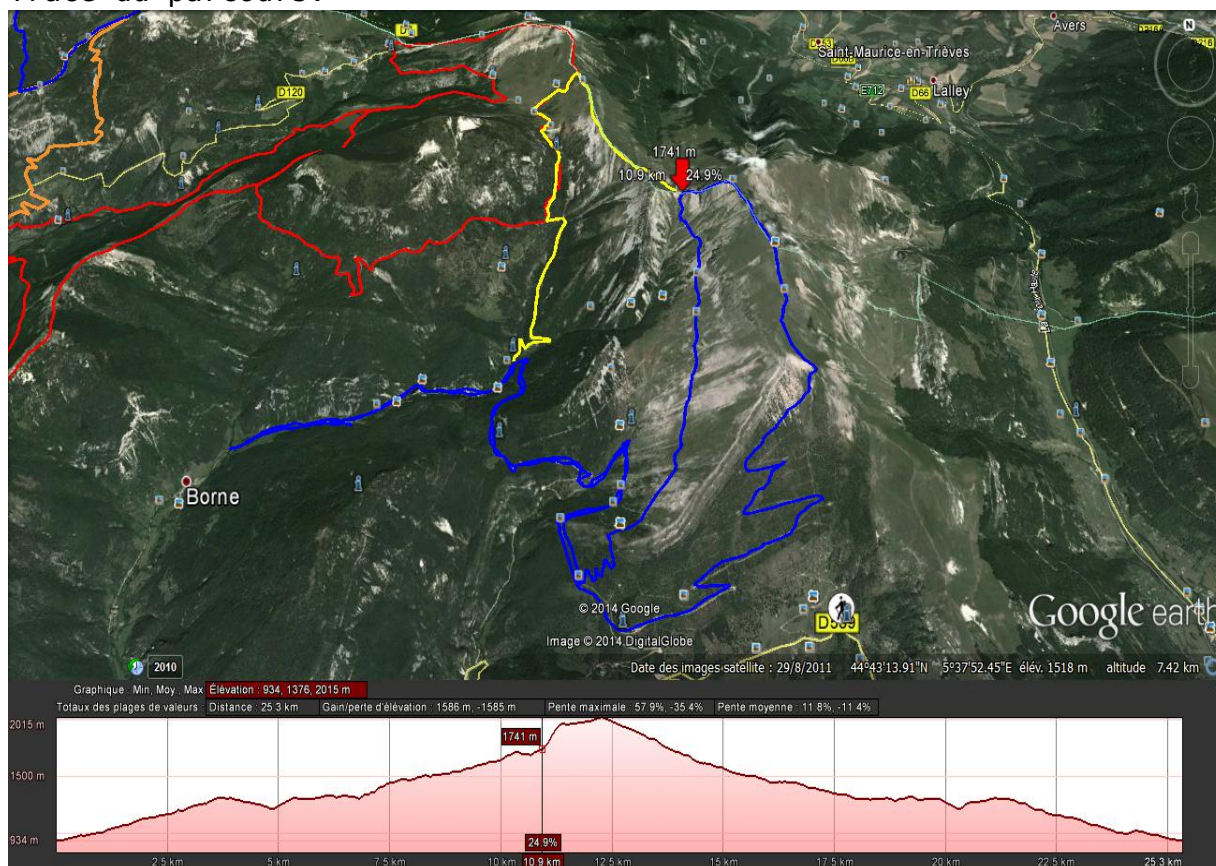 Tracé du parcours.
Avers
D216A
D216
N
Saint-Maurice-en-Trièves
D66B
E712
D66
Lalley
D120
1741 m
10.9 km 24.9%
Borne
© 2014 Google
Image © 2014 DigitalGlobe
Google earth
D539
2010
Date des images satellite : 29/8/2011 44°43'13.91"N 5°37'52.45"E élév. 1518 m altitude 7.42 km
Graphique : Min, Moy., Max Élévation : 934, 1376, 2015 m
Totaux des plages de valeurs Distance : 25.3 km Gain/perte d'élévation : 1586 m, -1585 m Pente maximale : 57.9%, -35.4% Pente moyenne : 11.8%, -11.4%
2015 m
1741 m
1500 m
934 m
24.9%
2.5 km 5 km 7.5 km 10 km 10.9 km 12.5 km 15 km 17.5 km 20 km 22.5 km 25.3 km